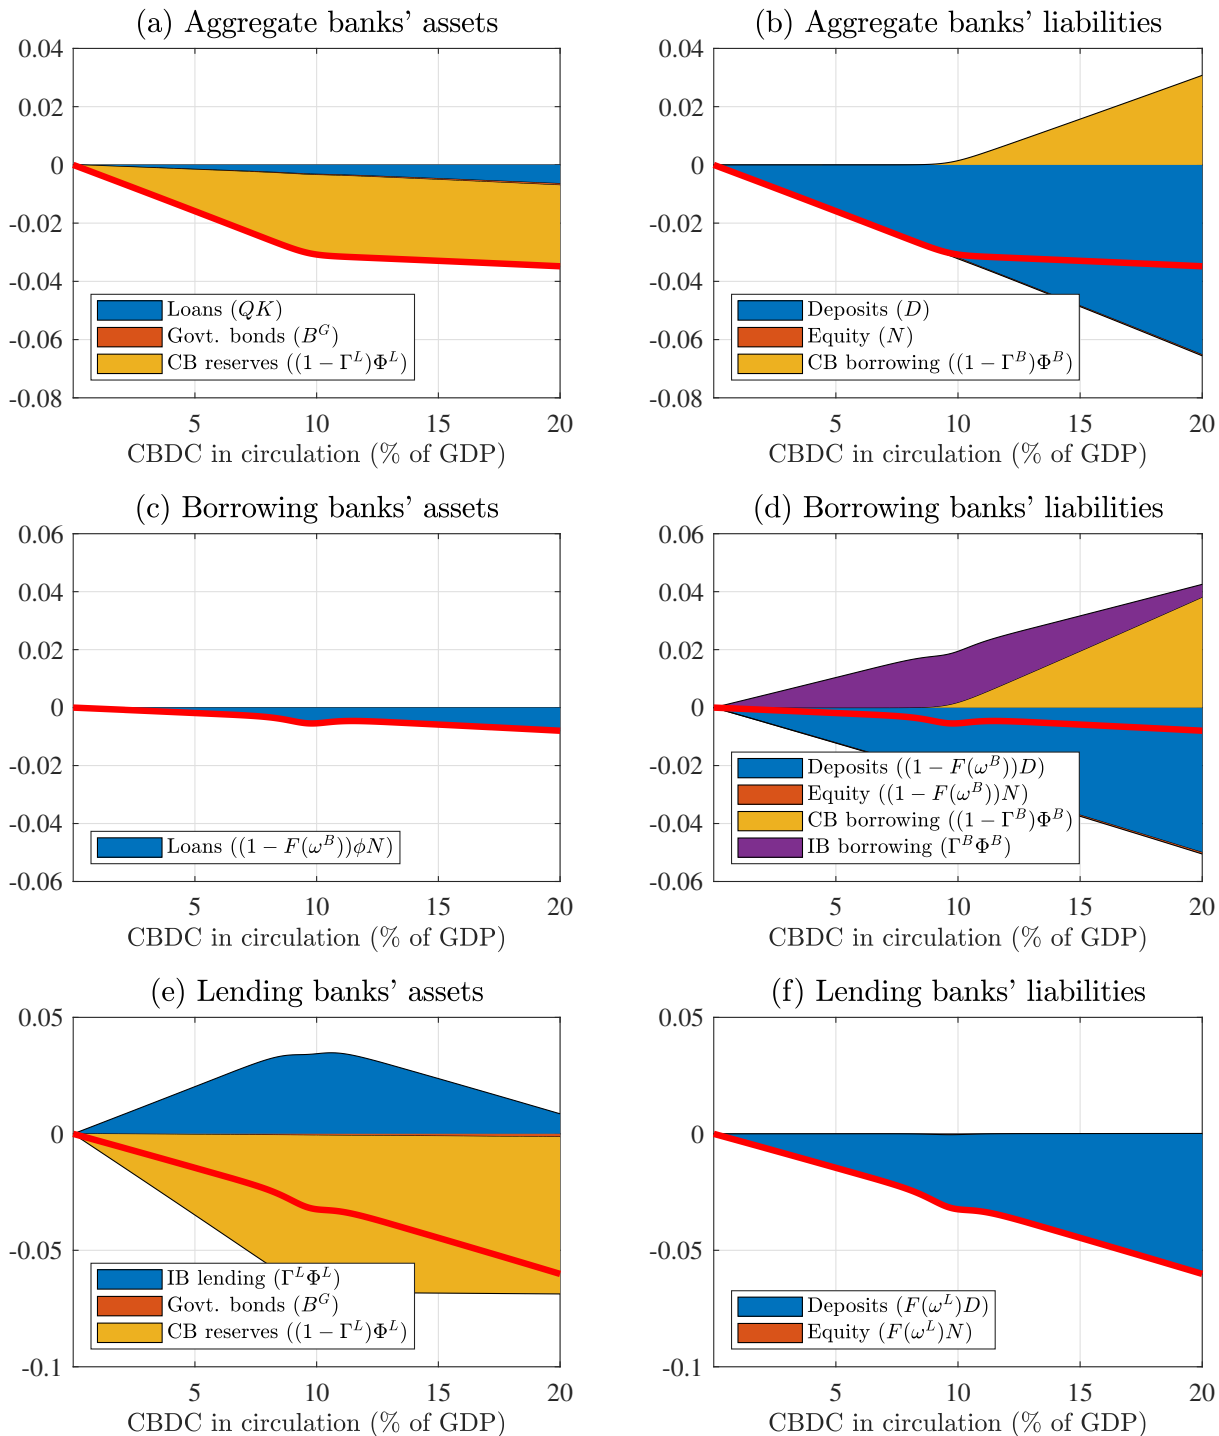 (a) Aggregate banks' assets
0.04
0.02
0
-0.02
-0.04
-0.06
-0.08
Loans (QK)
Govt. bonds (B^G)
CB reserves ((1 − Γ^L)Φ^L)
5 10 15 20
CBDC in circulation (% of GDP)
(b) Aggregate banks' liabilities
0.04
0.02
0
-0.02
-0.04
-0.06
-0.08
Deposits (D)
Equity (N)
CB borrowing ((1 − Γ^B)Φ^B)
5 10 15 20
CBDC in circulation (% of GDP)
(c) Borrowing banks' assets
0.06
0.04
0.02
0
-0.02
-0.04
-0.06
Loans ((1 − F(ω^B))ϕN)
5 10 15 20
CBDC in circulation (% of GDP)
(d) Borrowing banks' liabilities
0.06
0.04
0.02
0
-0.02
-0.04
-0.06
Deposits ((1 − F(ω^B))D)
Equity ((1 − F(ω^B))N)
CB borrowing ((1 − Γ^B)Φ^B)
IB borrowing (Γ^BΦ^B)
5 10 15 20
CBDC in circulation (% of GDP)
(e) Lending banks' assets
0.05
0
-0.05
-0.1
IB lending (Γ^LΦ^L)
Govt. bonds (B^G)
CB reserves ((1 − Γ^L)Φ^L)
5 10 15 20
CBDC in circulation (% of GDP)
(f) Lending banks' liabilities
0.05
0
-0.05
-0.1
Deposits (F(ω^L)D)
Equity (F(ω^L)N)
5 10 15 20
CBDC in circulation (% of GDP)